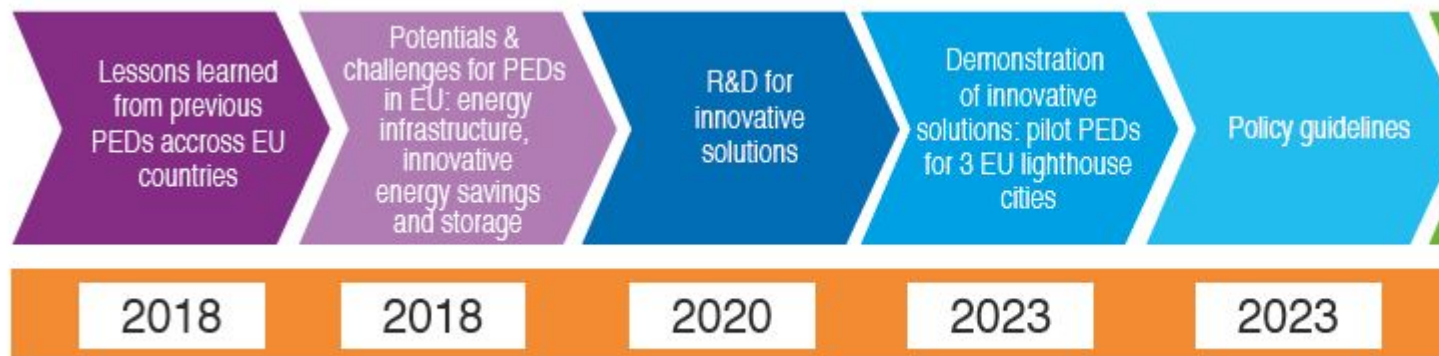 Lessons learned
from previous
PEDs accross EU
countries
Potentials &
challenges for PEDs
in EU: energy
infrastructure,
innovative
energy savings
and storage
R&D for
innovative
solutions
Demonstration
of innovative
solutions: pilot PEDs
for 3 EU lighthouse
cities
Policy guidelines
2018
2018
2020
2023
2023